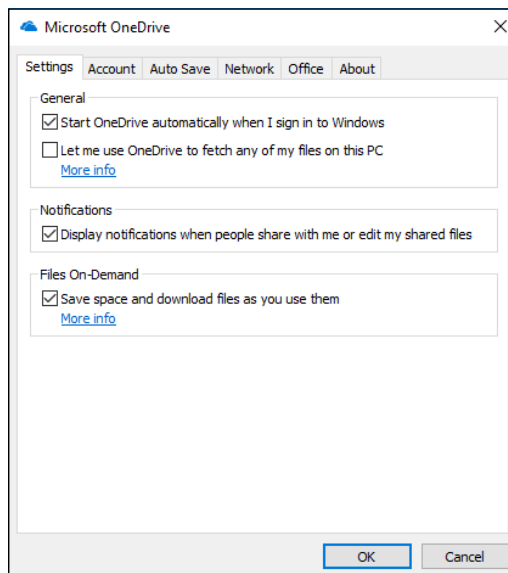 Microsoft OneDrive
Settings Account Auto Save Network Office About
General
Start OneDrive automatically when I sign in to Windows
Let me use OneDrive to fetch any of my files on this PC
More info
Notifications
Display notifications when people share with me or edit my shared files
Files On-Demand
Save space and download files as you use them
More info
OK Cancel